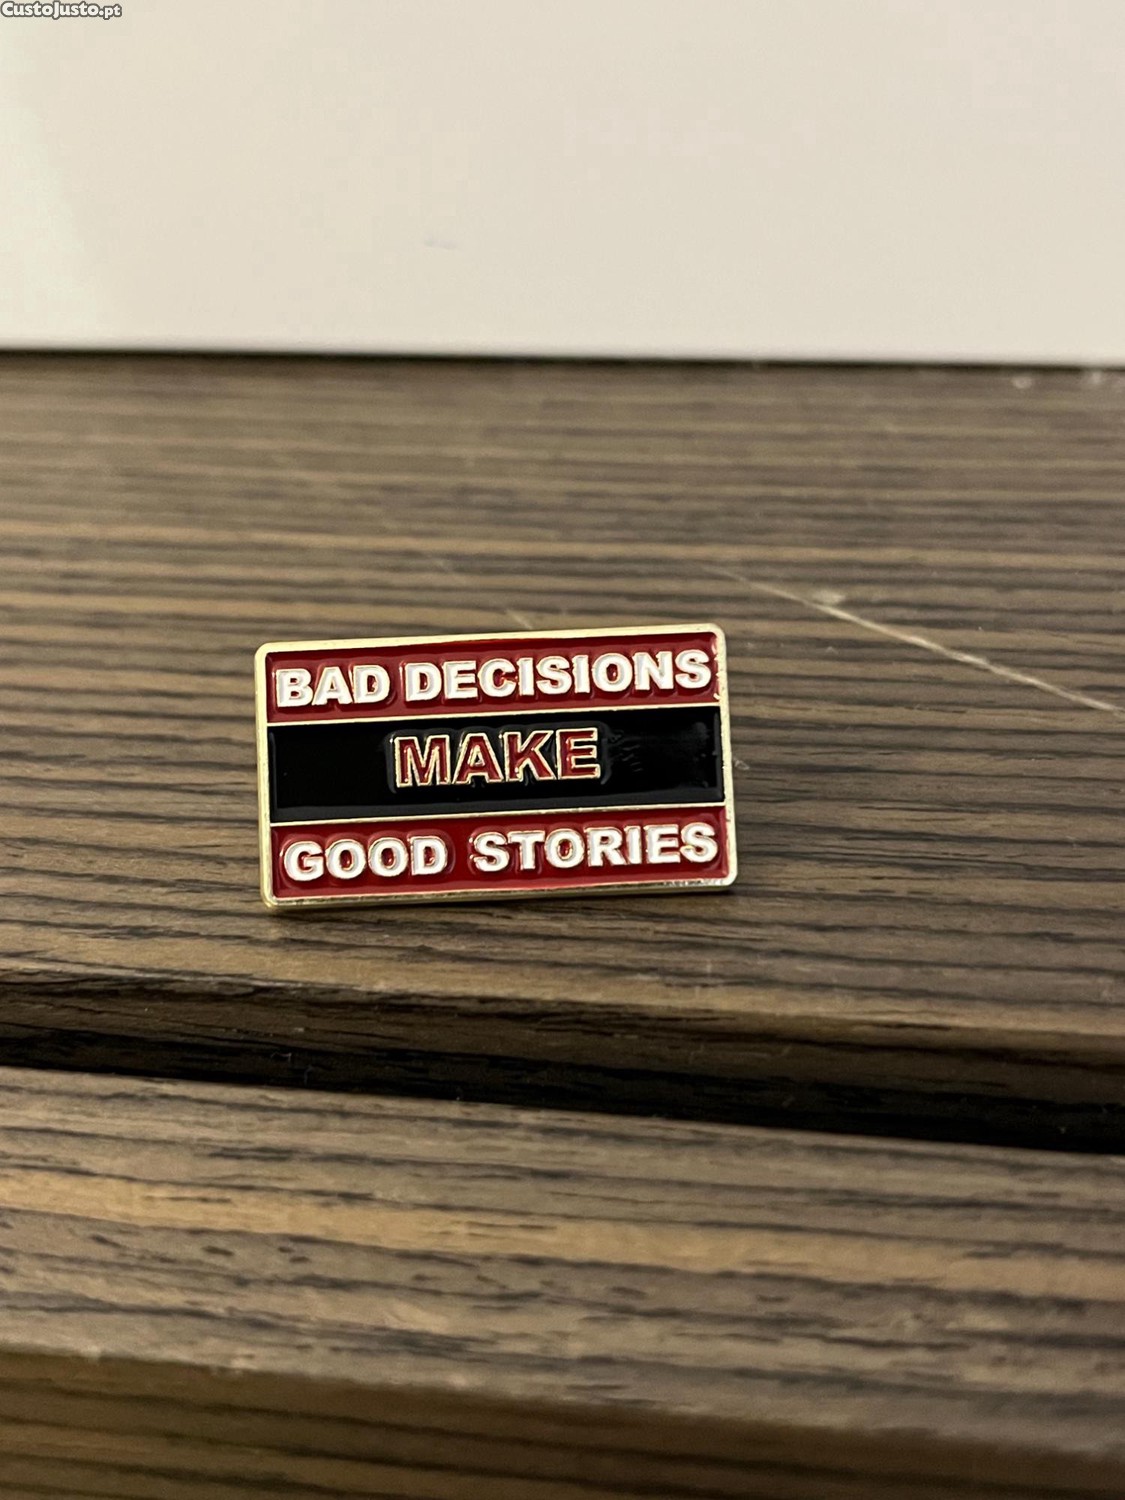 CustoJusto.pt
BAD DECISIONS
MAKE
GOOD STORIES